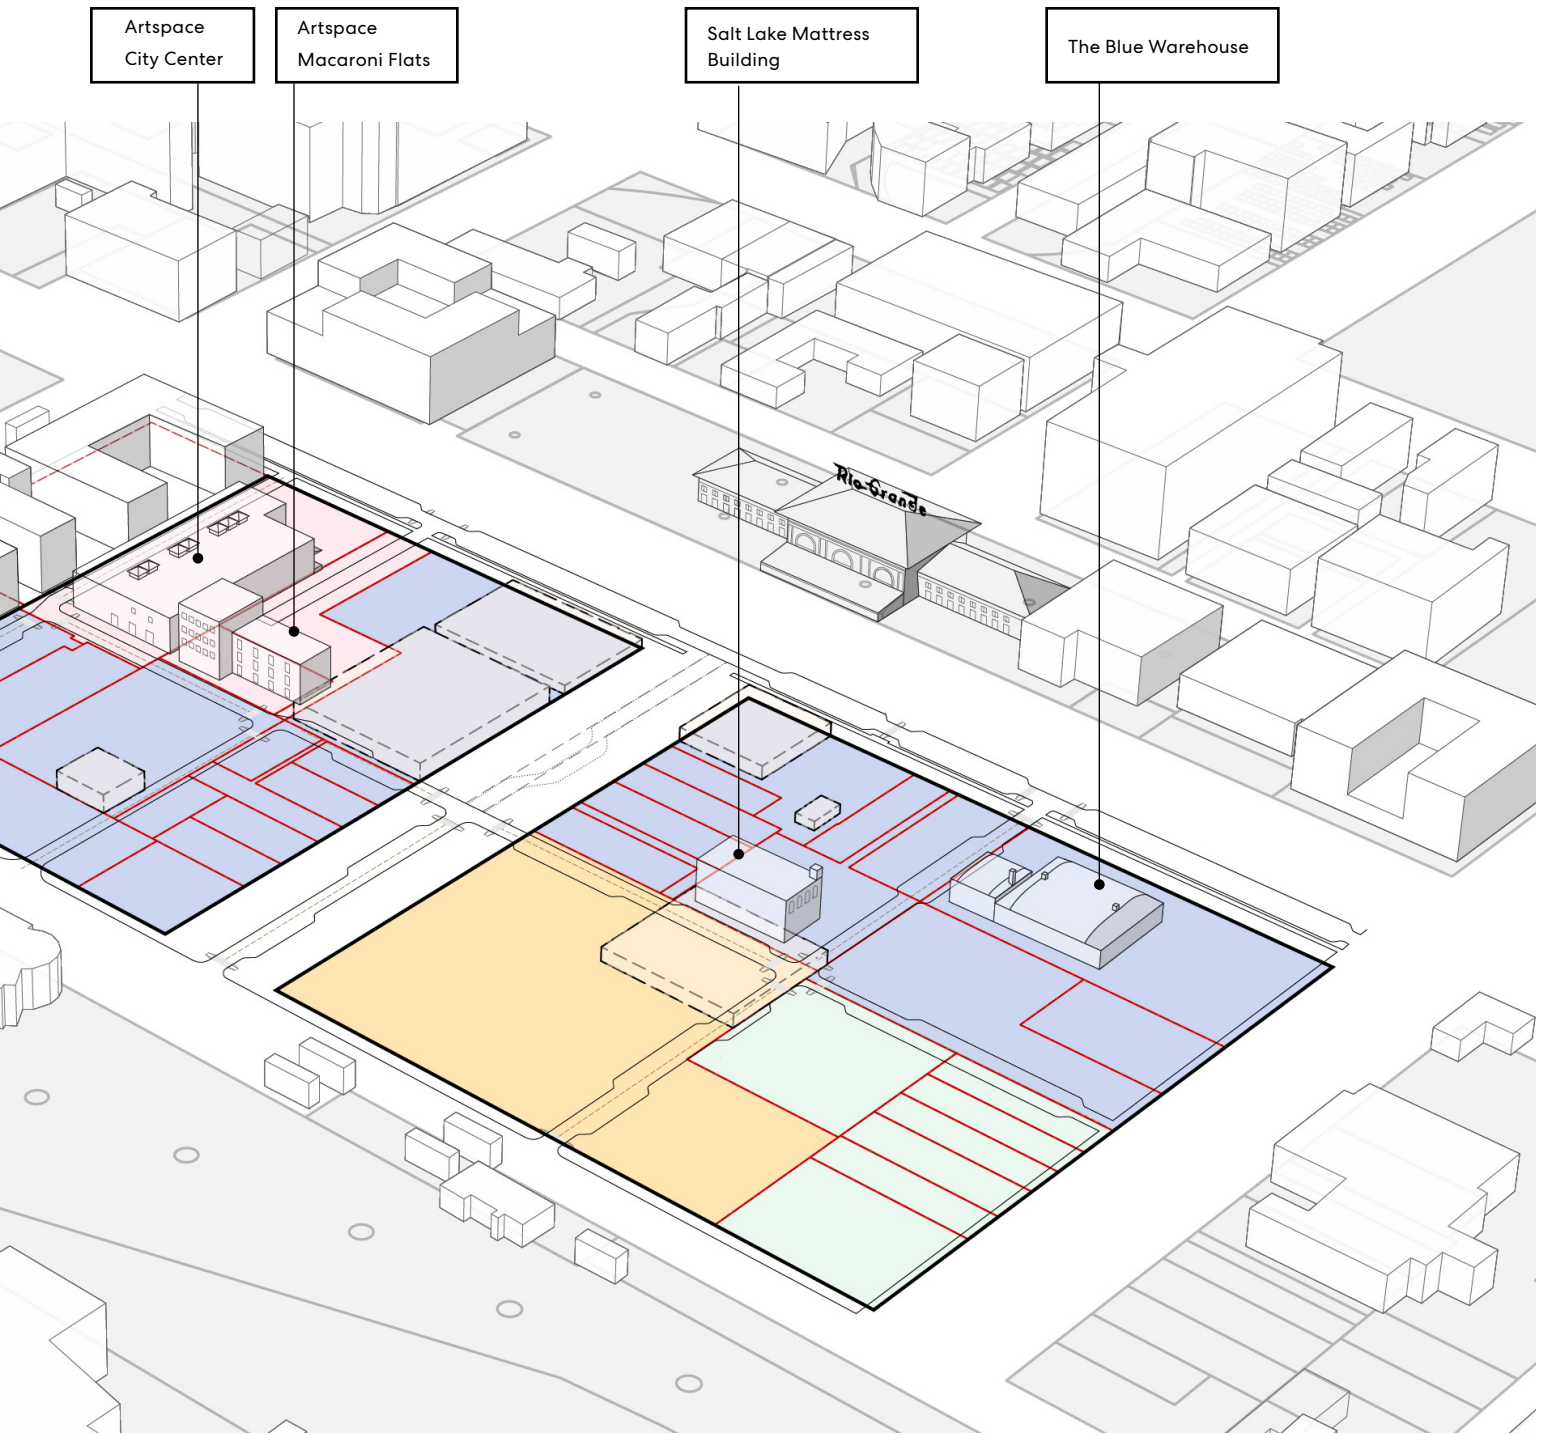 Artspace
City Center
Artspace
Macaroni Flats
Salt Lake Mattress
Building
The Blue Warehouse
Rio Grande